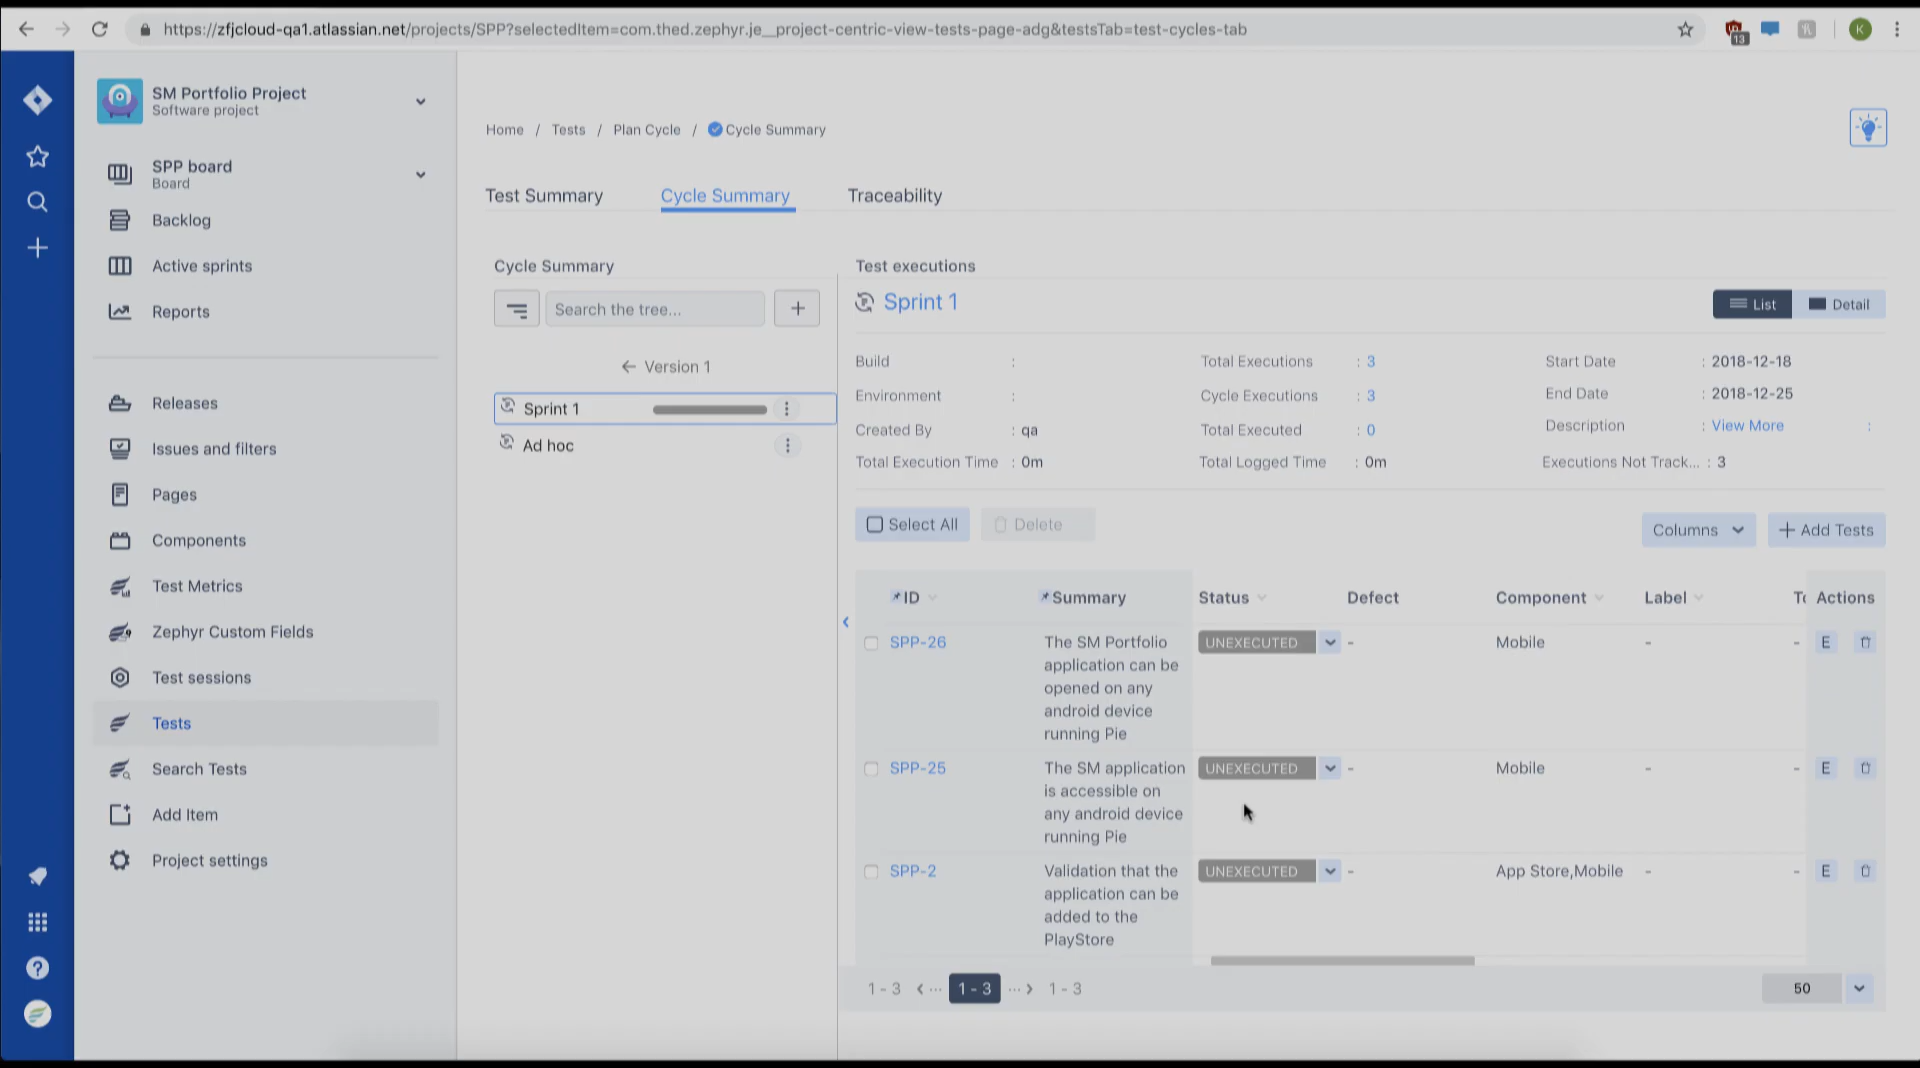 https://zfjcloud-qa1.atlassian.net/projects/SPP?selectedItem=com.thed.zephyr.je__project-centric-view-tests-page-adg&testsTab=test-cycles-tab
13
K
SM Portfolio Project
Software project
SPP board
Board
Backlog
Active sprints
Reports
Releases
Issues and filters
Pages
Components
Test Metrics
Zephyr Custom Fields
Test sessions
Tests
Search Tests
Add Item
Project settings
Home / Tests / Plan Cycle / Cycle Summary
Test Summary Cycle Summary Traceability
Cycle Summary
Search the tree...
+
← Version 1
Sprint 1
Ad hoc
Test executions
Sprint 1
List Detail
Build : Total Executions : 3 Start Date : 2018-12-18
Environment : Cycle Executions : 3 End Date : 2018-12-25
Created By : qa Total Executed : 0 Description : View More :
Total Execution Time : 0m Total Logged Time : 0m Executions Not Track... : 3
Select All Delete Columns + Add Tests
ID Summary Status Defect Component Label Actions
SPP-26 The SM Portfolio UNEXECUTED - Mobile - - E
application can be
opened on any
android device
running Pie
SPP-25 The SM application UNEXECUTED - Mobile - - E
is accessible on
any android device
running Pie
SPP-2 Validation that the UNEXECUTED - App Store,Mobile - - E
application can be
added to the
PlayStore
1 - 3 < ... 1 - 3 ... > 1 - 3 50